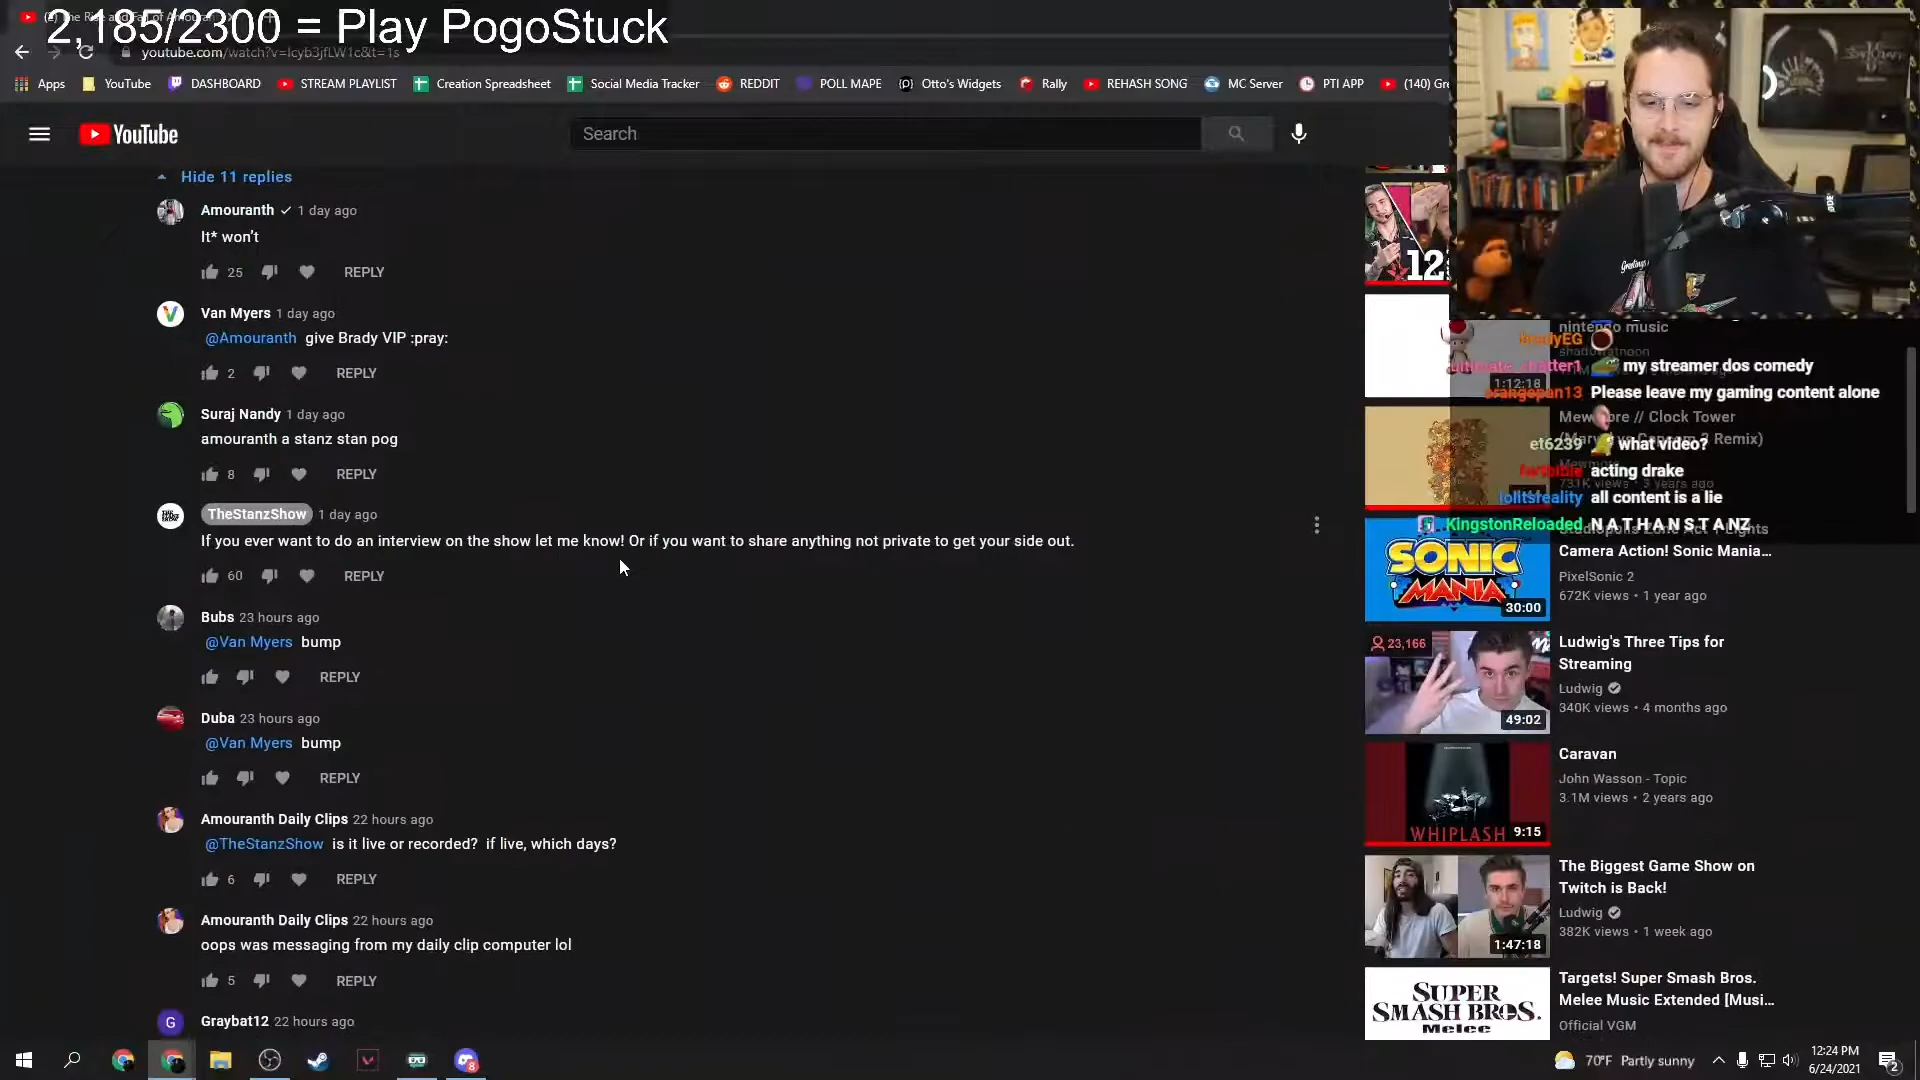 2,185/2300 = Play PogoStuck
youtube.com/watch?v=lcyb3jfLW1c&t=1s
Apps YouTube DASHBOARD STREAM PLAYLIST Creation Spreadsheet Social Media Tracker REDDIT POLL MAPE Otto's Widgets Rally REHASH SONG MC Server PTI APP (140) Gre
YouTube
Search
Hide 11 replies
Amouranth 1 day ago
It* won't
25 REPLY
Van Myers 1 day ago
@Amouranth give Brady VIP :pray:
2 REPLY
Suraj Nandy 1 day ago
amouranth a stanz stan pog
8 REPLY
TheStanzShow 1 day ago
If you ever want to do an interview on the show let me know! Or if you want to share anything not private to get your side out.
60 REPLY
Bubs 23 hours ago
@Van Myers bump
REPLY
Duba 23 hours ago
@Van Myers bump
REPLY
Amouranth Daily Clips 22 hours ago
@TheStanzShow is it live or recorded? if live, which days?
6 REPLY
Amouranth Daily Clips 22 hours ago
oops was messaging from my daily clip computer lol
5 REPLY
G Graybat12 22 hours ago
12
nintendo music
bradyEG
my streamer dos comedy
1:12:18
orangepon13 Please leave my gaming content alone
// Clock Tower
et6239 what video?
acting drake
731K views • 3 years ago
lolitsreality all content is a lie
KingstonReloaded N A T H A N S T A N Z
Camera Action! Sonic Mania...
PixelSonic 2
672K views • 1 year ago
SONIC
MANIA
30:00
23,166
Ludwig's Three Tips for
Streaming
Ludwig
340K views • 4 months ago
49:02
Caravan
John Wasson - Topic
3.1M views • 2 years ago
WHIPLASH 9:15
The Biggest Game Show on
Twitch is Back!
Ludwig
382K views • 1 week ago
1:47:18
Targets! Super Smash Bros.
Melee Music Extended [Musi...
Official VGM
SUPER
SMASH BROS.
Melee
8
70°F Partly sunny
12:24 PM
6/24/2021
2